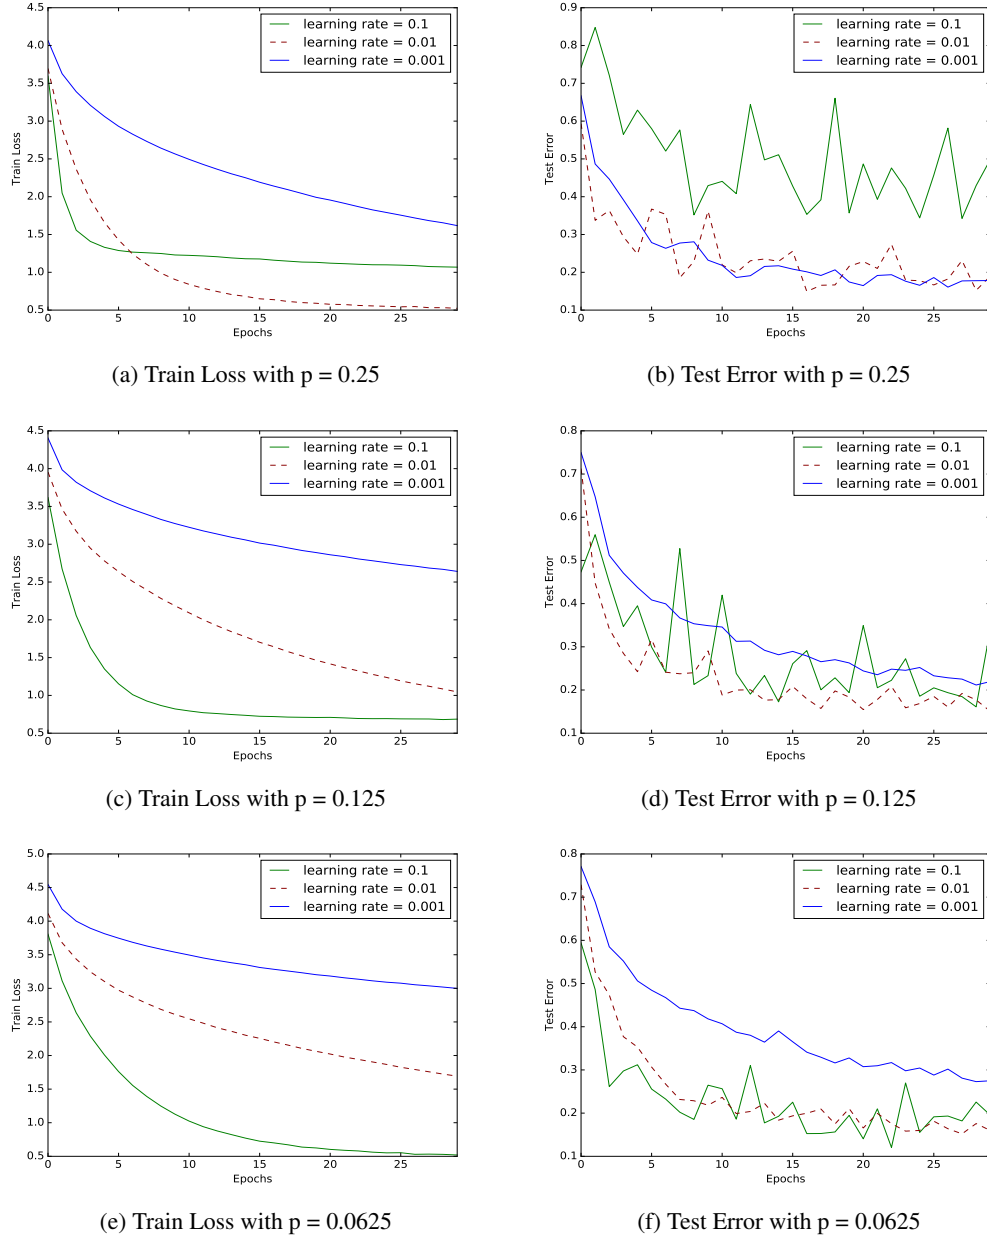 4.5
4.0
3.5
3.0
2.5
2.0
1.5
1.0
0.5
0 5 10 15 20 25
Epochs
Train Loss
learning rate = 0.1
learning rate = 0.01
learning rate = 0.001
(a) Train Loss with p = 0.25
0.9
0.8
0.7
0.6
0.5
0.4
0.3
0.2
0.1
0 5 10 15 20 25
Epochs
Test Error
learning rate = 0.1
learning rate = 0.01
learning rate = 0.001
(b) Test Error with p = 0.25
4.5
4.0
3.5
3.0
2.5
2.0
1.5
1.0
0.5
0 5 10 15 20 25
Epochs
Train Loss
learning rate = 0.1
learning rate = 0.01
learning rate = 0.001
(c) Train Loss with p = 0.125
0.8
0.7
0.6
0.5
0.4
0.3
0.2
0.1
0 5 10 15 20 25
Epochs
Test Error
learning rate = 0.1
learning rate = 0.01
learning rate = 0.001
(d) Test Error with p = 0.125
5.0
4.5
4.0
3.5
3.0
2.5
2.0
1.5
1.0
0.5
0 5 10 15 20 25
Epochs
Train Loss
learning rate = 0.1
learning rate = 0.01
learning rate = 0.001
(e) Train Loss with p = 0.0625
0.8
0.7
0.6
0.5
0.4
0.3
0.2
0.1
0 5 10 15 20 25
Epochs
Test Error
learning rate = 0.1
learning rate = 0.01
learning rate = 0.001
(f) Test Error with p = 0.0625